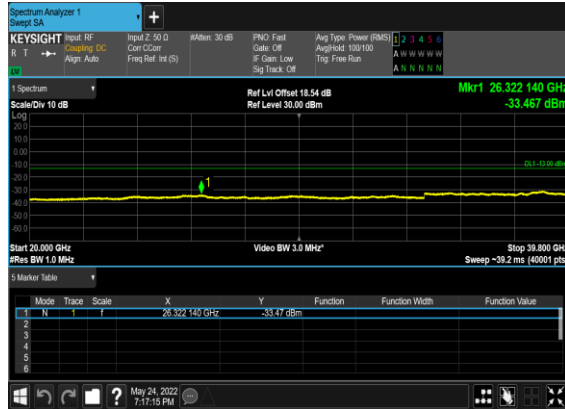 Spectrum Analyzer 1
Swept SA
+
KEYSIGHT Input: RF Input Z: 50 Ω #Atten: 30 dB PNO: Fast Avg Type: Power (RMS) 1 2 3 4 5 6
R T Coupling: DC Corr CCorr Gate: Off Avg|Hold: 100/100 A W W W W W
Align: Auto Freq Ref: Int (S) IF Gain: Low Trig: Free Run
Sig Track: Off A N N N N N
1 Spectrum
Scale/Div 10 dB
Ref Lvl Offset 18.54 dB
Ref Level 30.00 dBm
Mkr1 26.322 140 GHz
-33.467 dBm
Log
20.0
10.0
0.00
-10.0
DL1 -13.00 dBm
-20.0
1
-30.0
-40.0
-50.0
-60.0
Start 20.000 GHz Video BW 3.0 MHz* Stop 39.800 GHz
#Res BW 1.0 MHz Sweep ~39.2 ms (40001 pts)
5 Marker Table
Mode Trace Scale X Y Function Function Width Function Value
1 N 1 f 26.322 140 GHz -33.47 dBm
2
3
4
5
6
? May 24, 2022
7:17:15 PM